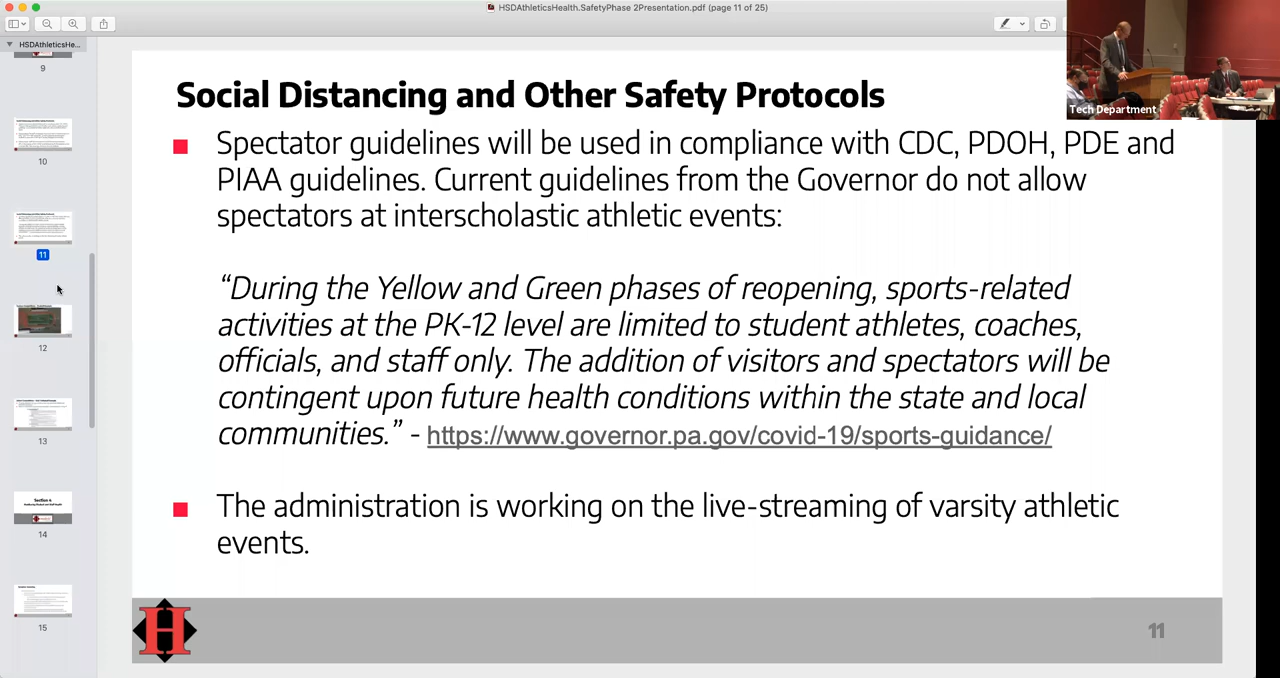 HSDAthleticsHealth.SafetyPhase 2Presentation.pdf (page 11 of 25)
HSDAthleticsHe...
9
10
11
12
13
Section 4
14
15
Tech Department
Social Distancing and Other Safety Protocols
Spectator guidelines will be used in compliance with CDC, PDOH, PDE and
PIAA guidelines. Current guidelines from the Governor do not allow
spectators at interscholastic athletic events:
“During the Yellow and Green phases of reopening, sports-related
activities at the PK-12 level are limited to student athletes, coaches,
officials, and staff only. The addition of visitors and spectators will be
contingent upon future health conditions within the state and local
communities.” - https://www.governor.pa.gov/covid-19/sports-guidance/
The administration is working on the live-streaming of varsity athletic
events.
H
11